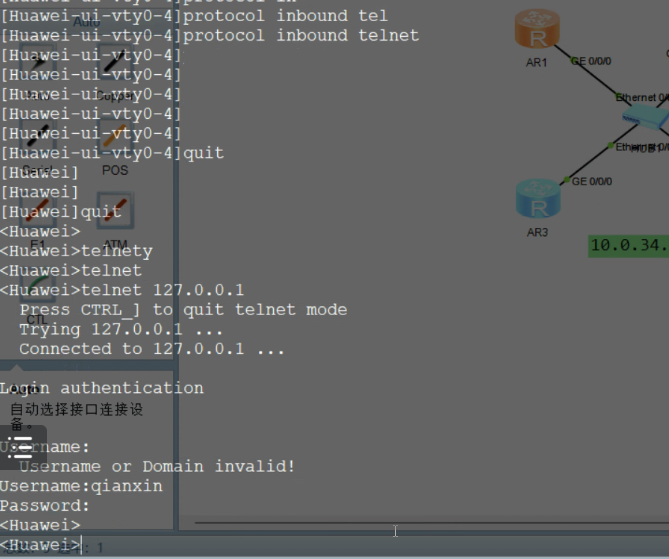 [Huawei-ui-vty0-4]protocol in
[Huawei-ui-vty0-4]protocol inbound tel
[Huawei-ui-vty0-4]protocol inbound telnet
[Huawei-ui-vty0-4]
[Huawei-ui-vty0-4]
[Huawei-ui-vty0-4]
[Huawei-ui-vty0-4]
[Huawei-ui-vty0-4]
[Huawei-ui-vty0-4]quit
[Huawei]
[Huawei]
[Huawei]quit
<Huawei>
<Huawei>telnety
<Huawei>telnet
<Huawei>telnet 127.0.0.1
Press CTRL_] to quit telnet mode
Trying 127.0.0.1 ...
Connected to 127.0.0.1 ...
Login authentication
Username:
Username or Domain invalid!
Username:qianxin
Password:
<Huawei>
<Huawei>
Auto
Copper
Serial
POS
E1
ATM
CTL
Auto
自动选择接口连接设
备。
: 1
AR1
GE 0/0/0
Ethernet 0/
HUB1
GE 0/0/0
AR3
10.0.34.